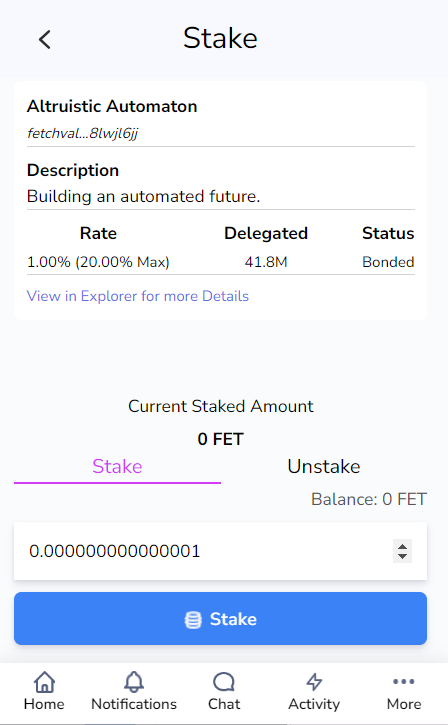 Stake
Altruistic Automaton
fetchval...8lwjl6jj
Description
Building an automated future.
Rate Delegated Status
1.00% (20.00% Max) 41.8M Bonded
View in Explorer for more Details
Current Staked Amount
0 FET
Stake Unstake
Balance: 0 FET
0.000000000000001
Stake
Home Notifications Chat Activity More